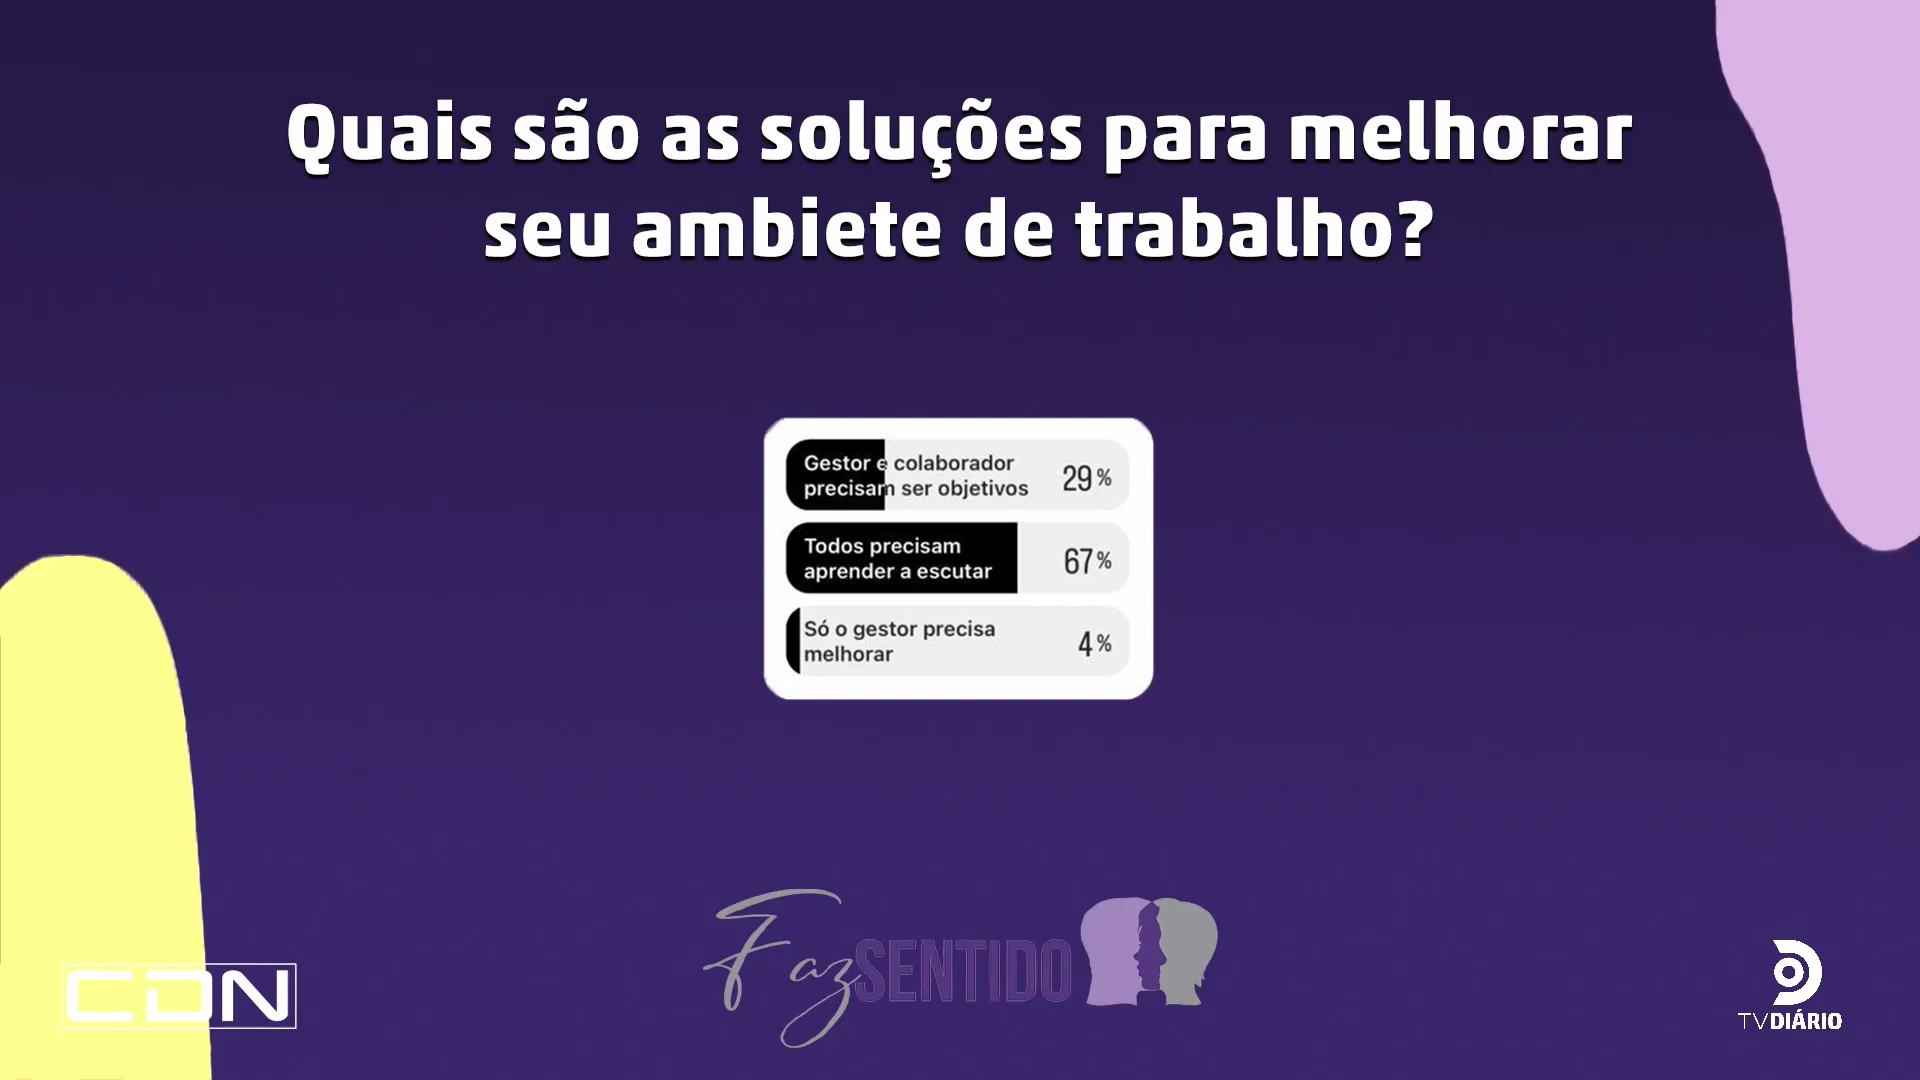 Quais são as soluções para melhorar
seu ambiete de trabalho?
Gestor e colaborador
precisam ser objetivos
29%
Todos precisam
aprender a escutar
67%
Só o gestor precisa
melhorar
4%
Faz SENTIDO
CDN
TV DIÁRIO